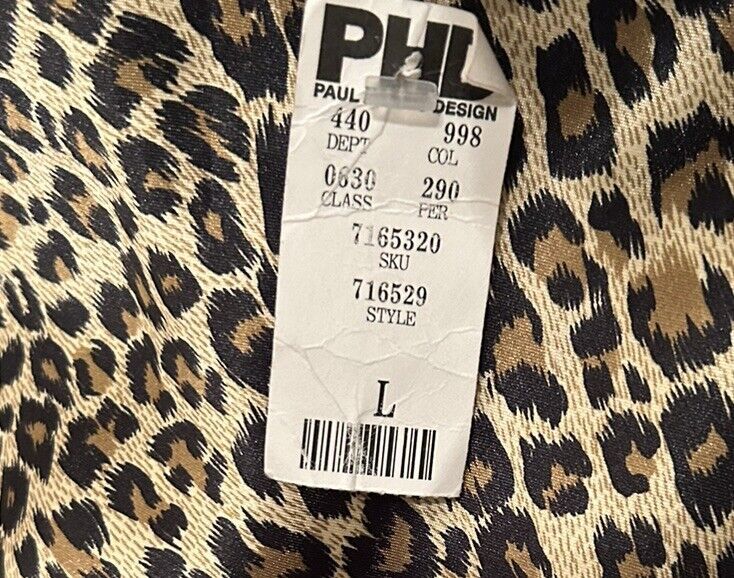 PHL
PAUL DESIGN
440 998
DEPT COL
0630 290
CLASS PER
7165320
SKU
716529
STYLE
L